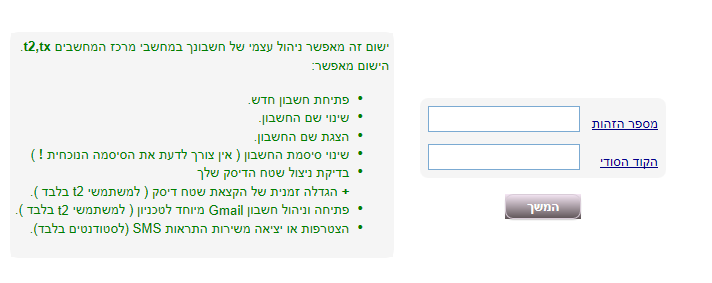 מספר הזהות
הקוד הסודי
המשך
ישום זה מאפשר ניהול עצמי של חשבונך במחשבי מרכז המחשבים t2,tx.
הישום מאפשר:
• פתיחת חשבון חדש.
• שינוי שם החשבון.
• הצגת שם החשבון.
• שינוי סיסמת החשבון ( אין צורך לדעת את הסיסמה הנוכחית ! )
• בדיקת ניצול שטח הדיסק שלך
+ הגדלה זמנית של הקצאת שטח דיסק ( למשתמשי t2 בלבד ).
• פתיחה וניהול חשבון Gmail מיוחד לטכניון ( למשתמשי t2 בלבד ).
• הצטרפות או יציאה משירות התראות SMS (לסטודנטים בלבד).